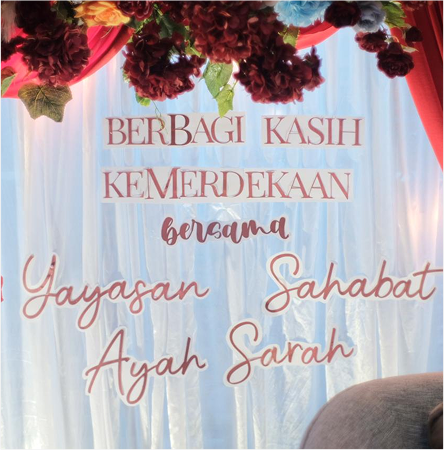 BERBAGI KASIH
KEMERDEKAAN
bersama
Yayasan Sahabat
Ayah Sarah